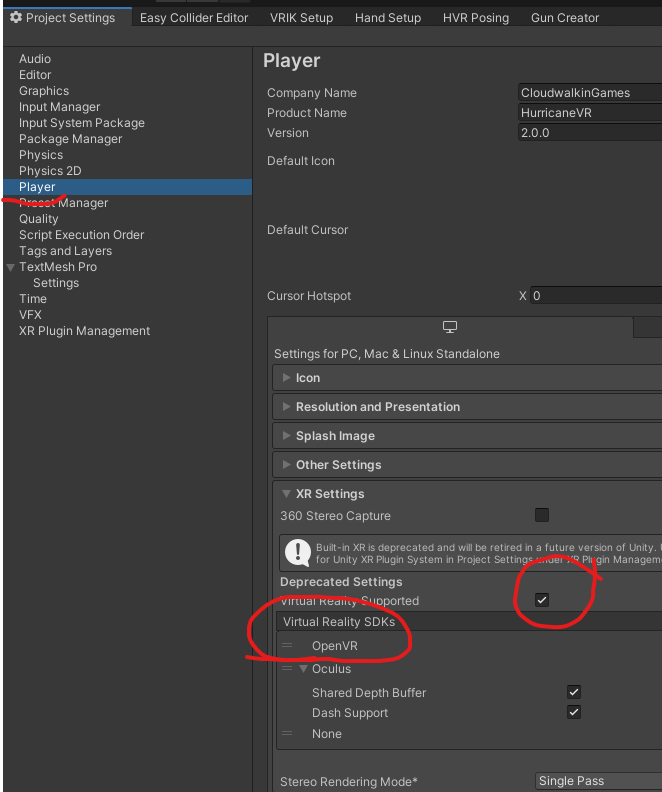 Project Settings Easy Collider Editor VRIK Setup Hand Setup HVR Posing Gun Creator
Audio
Editor
Graphics
Input Manager
Input System Package
Package Manager
Physics
Physics 2D
Player
Preset Manager
Quality
Script Execution Order
Tags and Layers
TextMesh Pro
Settings
Time
VFX
XR Plugin Management
Player
Company Name CloudwalkinGames
Product Name HurricaneVR
Version 2.0.0
Default Icon
Default Cursor
Cursor Hotspot X 0
Settings for PC, Mac & Linux Standalone
Icon
Resolution and Presentation
Splash Image
Other Settings
XR Settings
360 Stereo Capture
Built-in XR is deprecated and will be retired in a future version of Unity.
for Unity XR Plugin System in Project Settings under XR Plugin Managem
Deprecated Settings
Virtual Reality Supported
Virtual Reality SDKs
OpenVR
Oculus
Shared Depth Buffer
Dash Support
None
Stereo Rendering Mode* Single Pass